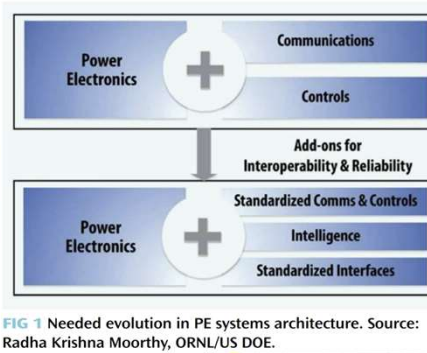 Power
Electronics
Communications
Controls
Add-ons for
Interoperability & Reliability
Power
Electronics
Standardized Comms & Controls
Intelligence
Standardized Interfaces
FIG 1 Needed evolution in PE systems architecture. Source:
Radha Krishna Moorthy, ORNL/US DOE.